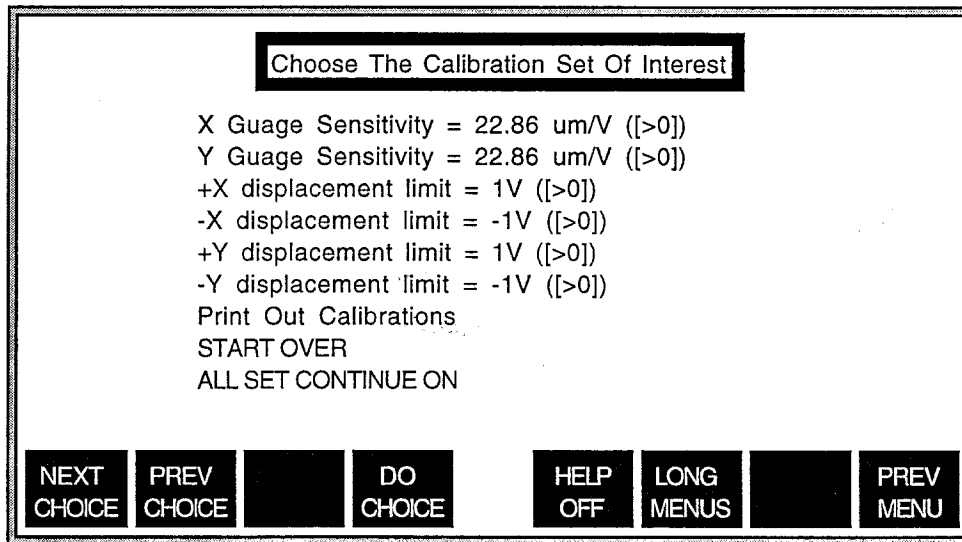 Choose The Calibration Set Of Interest
X Guage Sensitivity = 22.86 um/V ([>0])
Y Guage Sensitivity = 22.86 um/V ([>0])
+X displacement limit = 1V ([>0])
-X displacement limit = -1V ([>0])
+Y displacement limit = 1V ([>0])
-Y displacement limit = -1V ([>0])
Print Out Calibrations
START OVER
ALL SET CONTINUE ON
NEXT CHOICE
PREV CHOICE
DO CHOICE
HELP OFF
LONG MENUS
PREV MENU